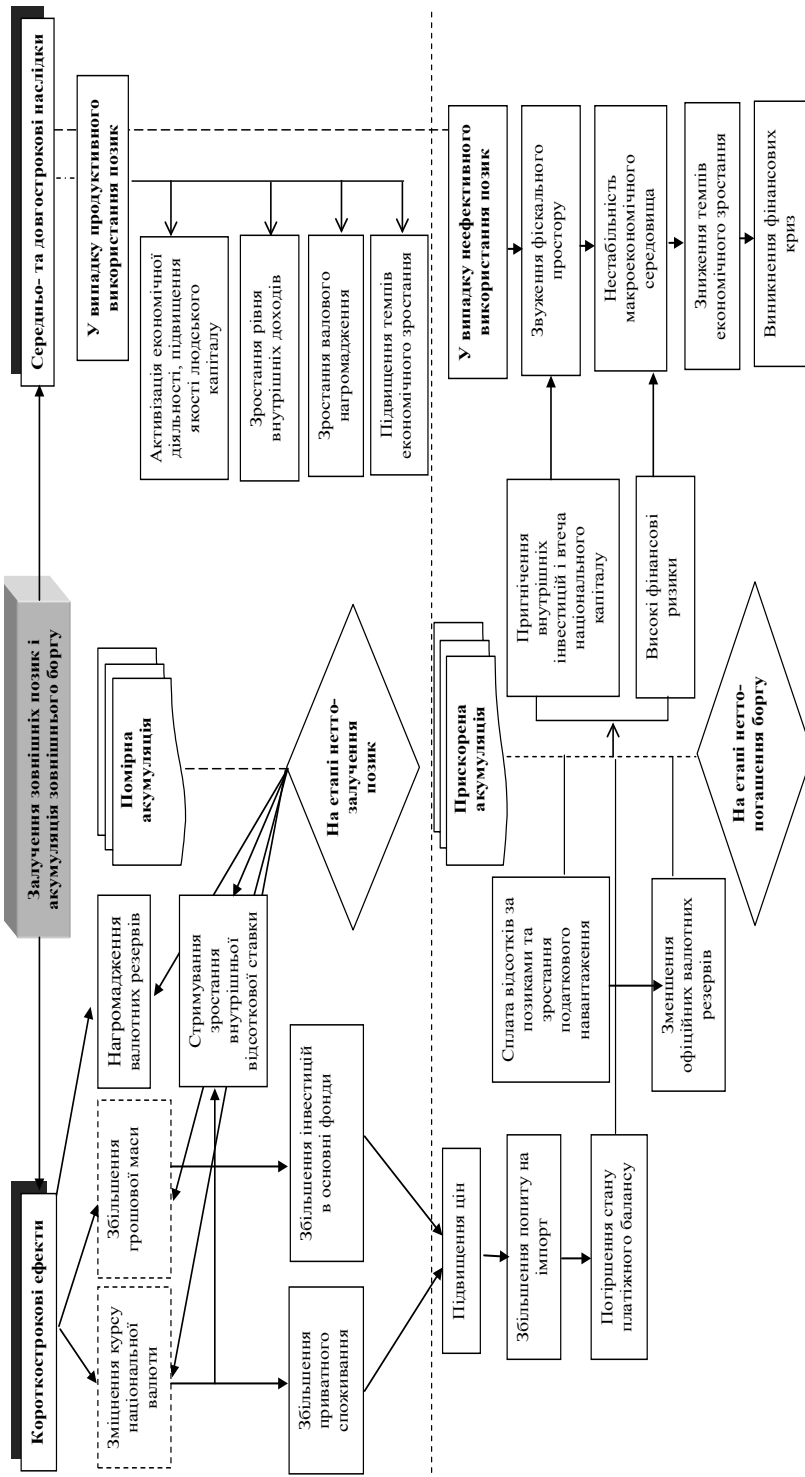 Залучення зовнішніх позик і
акумуляція зовнішнього боргу
Короткострокові ефекти
Середньо- та довгострокові наслідки
Зміцнення курсу
національної
валюти
Збільшення
грошової маси
Нагромадження
валютних резервів
Помірна
акумуляція
У випадку продуктивного
використання позик
Стримування
зростання
внутрішньої
відсоткової ставки
Активізація економічної
діяльності, підвищення
якості людського
капіталу
Зростання рівня
внутрішніх доходів
Зростання валового
нагромадження
Підвищення темпів
економічного зростання
Збільшення
приватного
споживання
Збільшення інвестицій
в основні фонди
На етапі нетто-
залучення
позик
Підвищення цін
Прискорена
акумуляція
У випадку неефективного
використання позик
Збільшення попиту на
імпорт
Сплата відсотків за
позиками та
зростання
податкового
навантаження
Пригнічення
внутрішніх
інвестицій і втеча
національного
капіталу
Звуження фіскального
простору
Погіршення стану
платіжного балансу
Зменшення
офіційних валютних
резервів
Високі фінансові
ризики
Нестабільність
макроекономічного
середовища
На етапі нетто-
погашення боргу
Зниження темпів
економічного зростання
Виникнення фінансових
криз